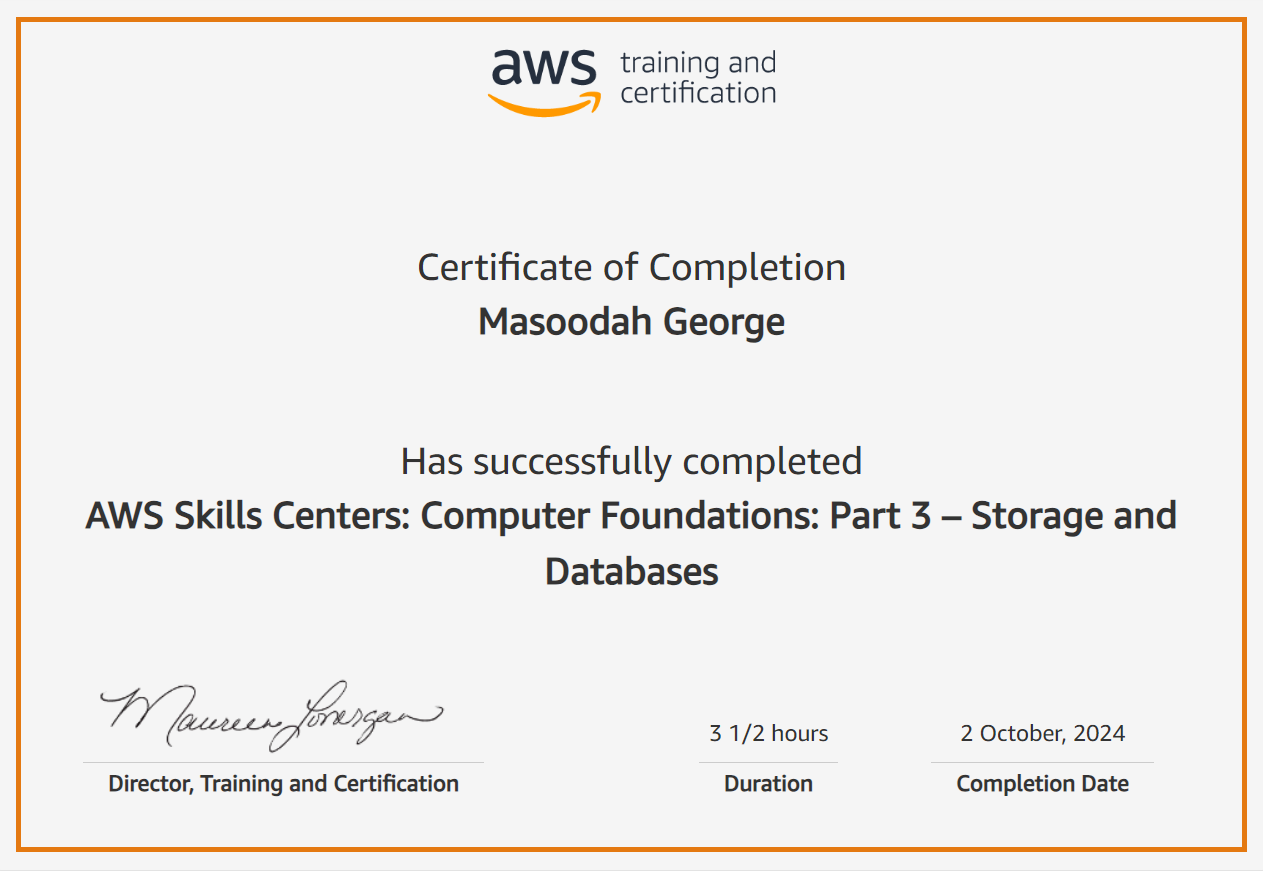 aws training and
certification
Certificate of Completion
Masoodah George
Has successfully completed
AWS Skills Centers: Computer Foundations: Part 3 – Storage and
Databases
Maureen Lonergan
Director, Training and Certification
3 1/2 hours
Duration
2 October, 2024
Completion Date